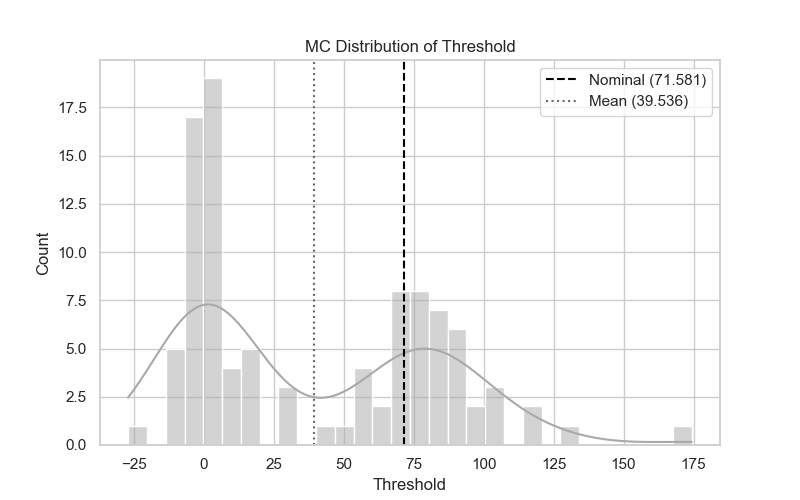 MC Distribution of Threshold
Nominal (71.581)
Mean (39.536)
Count
17.5
15.0
12.5
10.0
7.5
5.0
2.5
0.0
−25 0 25 50 75 100 125 150 175
Threshold